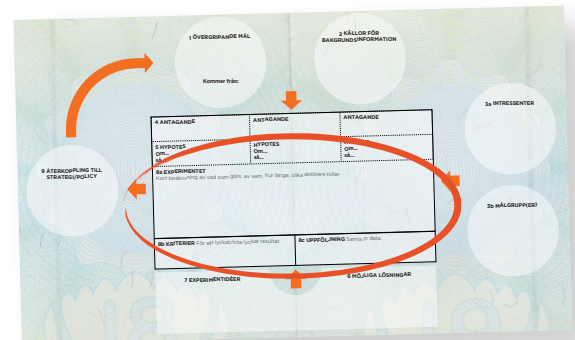 1 ÖVERGRIPANDE MÅL
Kommer från:
2 KÄLLOR FÖR
BAKGRUNDSINFORMATION
3a INTRESSENTER
3b MÅLGRUPP(ER)
4 ANTAGANDE
ANTAGANDE
ANTAGANDE
5 HYPOTES
Om...
så...
HYPOTES
Om...
så...
Om...
så...
8a EXPERIMENTET
Kort beskrivning av vad som görs, av vem, hur länge, olika aktörers roller
8b KRITERIER För att lyckat/inte lyckat resultat
8c UPPFÖLJNING Samla in data
7 EXPERIMENTIDÉER
6 MÖJLIGA LÖSNINGAR
9 ÅTERKOPPLING TILL
STRATEGI/POLICY